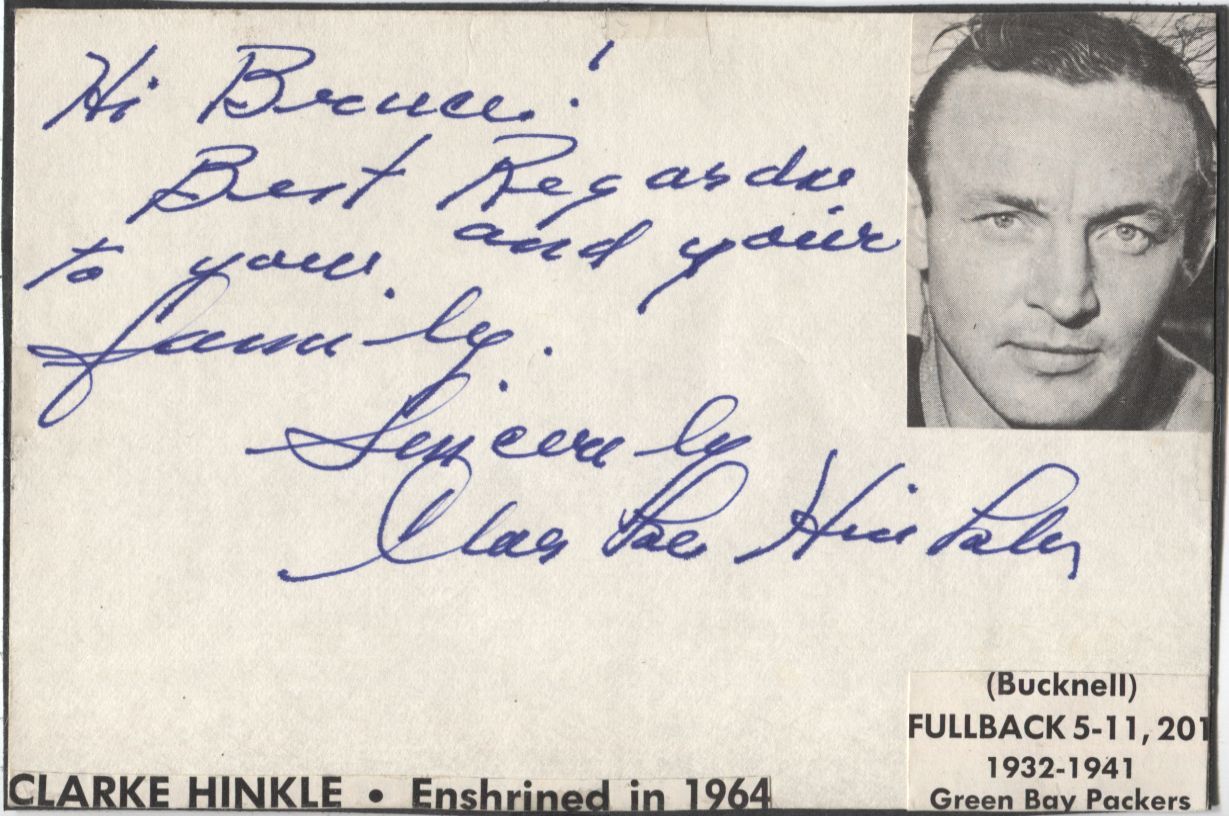 Hi Bruce!
Best Regards
to you and your
family.
Sincerely
Clarke Hinkle
(Bucknell)
FULLBACK 5-11, 201
1932-1941
Green Bay Packers
CLARKE HINKLE • Enshrined in 1964